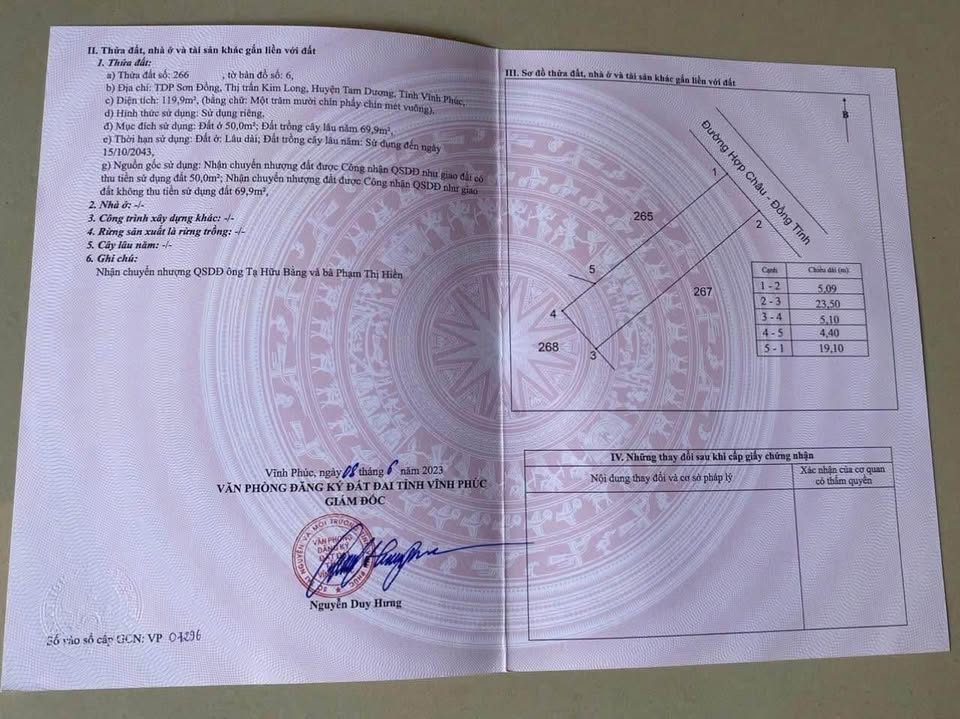 II. Thửa đất, nhà ở và tài sản khác gắn liền với đất
1. Thửa đất:
a) Thửa đất số: 266 , tờ bản đồ số: 6,
b) Địa chỉ: TDP Sơn Đồng, Thị trấn Kim Long, Huyện Tam Dương, Tỉnh Vĩnh Phúc,
c) Diện tích: 119,9m², (bằng chữ: Một trăm mười chín phẩy chín mét vuông),
d) Hình thức sử dụng: Sử dụng riêng,
đ) Mục đích sử dụng: Đất ở 50,0m²; Đất trồng cây lâu năm 69,9m²,
e) Thời hạn sử dụng: Đất ở: Lâu dài; Đất trồng cây lâu năm: Sử dụng đến ngày
15/10/2043,
g) Nguồn gốc sử dụng: Nhận chuyển nhượng đất được Công nhận QSDĐ như giao đất có
thu tiền sử dụng đất 50,0m²; Nhận chuyển nhượng đất được Công nhận QSDĐ như giao
đất không thu tiền sử dụng đất 69,9m²,
2. Nhà ở: -/-
3. Công trình xây dựng khác: -/-
4. Rừng sản xuất là rừng trồng: -/-
5. Cây lâu năm: -/-
6. Ghi chú:
Nhận chuyển nhượng QSDĐ ông Tạ Hữu Bảng và bà Phạm Thị Hiền
Vĩnh Phúc, ngày 08 tháng 6 năm 2023
VĂN PHÒNG ĐĂNG KÝ ĐẤT ĐAI TỈNH VĨNH PHÚC
GIÁM ĐỐC
VĂN PHÒNG
ĐĂNG KÝ
ĐẤT ĐAI
Nguyễn Duy Hưng
Số vào sổ cấp GCN: VP 04296
III. Sơ đồ thửa đất, nhà ở và tài sản khác gắn liền với đất
B
Đường Hợp Châu - Đồng Tĩnh
1
265
2
5
267
4
268
3
Cạnh Chiều dài (m)
1 - 2 5,09
2 - 3 23,50
3 - 4 5,10
4 - 5 4,40
5 - 1 19,10
IV. Những thay đổi sau khi cấp giấy chứng nhận
Nội dung thay đổi và cơ sở pháp lý
Xác nhận của cơ quan
có thẩm quyền